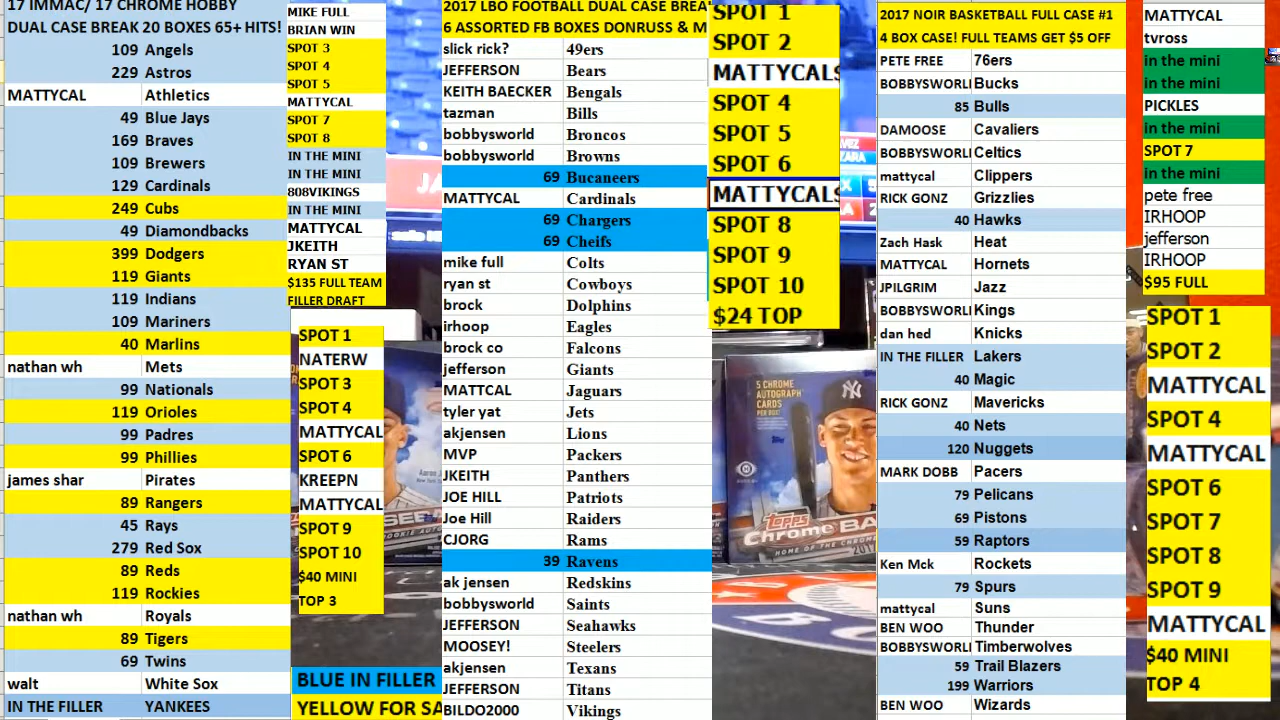 17 IMMAC/ 17 CHROME HOBBY
DUAL CASE BREAK 20 BOXES 65+ HITS!
109 Angels
229 Astros
MATTYCAL Athletics
49 Blue Jays
169 Braves
109 Brewers
129 Cardinals
249 Cubs
49 Diamondbacks
399 Dodgers
119 Giants
119 Indians
109 Mariners
40 Marlins
nathan wh Mets
99 Nationals
119 Orioles
99 Padres
99 Phillies
james shar Pirates
89 Rangers
45 Rays
279 Red Sox
89 Reds
119 Rockies
nathan wh Royals
89 Tigers
69 Twins
walt White Sox
IN THE FILLER YANKEES
MIKE FULL
BRIAN WIN
SPOT 3
SPOT 4
SPOT 5
MATTYCAL
SPOT 7
SPOT 8
IN THE MINI
IN THE MINI
808VIKINGS
IN THE MINI
MATTYCAL
JKEITH
RYAN ST
$135 FULL TEAM
FILLER DRAFT
SPOT 1
NATERW
SPOT 3
SPOT 4
MATTYCAL
SPOT 6
KREEPN
MATTYCAL
SPOT 9
SPOT 10
$40 MINI
TOP 3
BLUE IN FILLER
YELLOW FOR SA
2017 LBO FOOTBALL DUAL CASE BREA
6 ASSORTED FB BOXES DONRUSS & M
slick rick? 49ers
JEFFERSON Bears
KEITH BAECKER Bengals
tazman Bills
bobbysworld Broncos
bobbysworld Browns
69 Bucaneers
MATTYCAL Cardinals
69 Chargers
69 Cheifs
mike full Colts
ryan st Cowboys
brock Dolphins
irhoop Eagles
brock co Falcons
jefferson Giants
MATTCAL Jaguars
tyler yat Jets
akjensen Lions
MVP Packers
JKEITH Panthers
JOE HILL Patriots
Joe Hill Raiders
CJORG Rams
39 Ravens
ak jensen Redskins
bobbysworld Saints
JEFFERSON Seahawks
MOOSEY! Steelers
akjensen Texans
JEFFERSON Titans
BILDO2000 Vikings
SPOT 1
SPOT 2
MATTYCALS
SPOT 4
SPOT 5
SPOT 6
MATTYCALS
SPOT 8
SPOT 9
SPOT 10
$24 TOP
5 CHROME
AUTOGRAPH
CARDS
PER BOX!
Topps
Chrome BA
HOME OF THE CHROME
2017 NOIR BASKETBALL FULL CASE #1
4 BOX CASE! FULL TEAMS GET $5 OFF
PETE FREE 76ers
BOBBYSWORLI Bucks
85 Bulls
DAMOOSE Cavaliers
BOBBYSWORLI Celtics
mattycal Clippers
RICK GONZ Grizzlies
40 Hawks
Zach Hask Heat
MATTYCAL Hornets
JPILGRIM Jazz
BOBBYSWORLI Kings
dan hed Knicks
IN THE FILLER Lakers
40 Magic
RICK GONZ Mavericks
40 Nets
120 Nuggets
MARK DOBB Pacers
79 Pelicans
69 Pistons
59 Raptors
Ken Mck Rockets
79 Spurs
mattycal Suns
BEN WOO Thunder
BOBBYSWORLI Timberwolves
59 Trail Blazers
199 Warriors
BEN WOO Wizards
MATTYCAL
tvross
in the mini
in the mini
PICKLES
in the mini
SPOT 7
in the mini
pete free
IRHOOP
jefferson
IRHOOP
$95 FULL
SPOT 1
SPOT 2
MATTYCAL
SPOT 4
MATTYCAL
SPOT 6
SPOT 7
SPOT 8
SPOT 9
MATTYCAL
$40 MINI
TOP 4